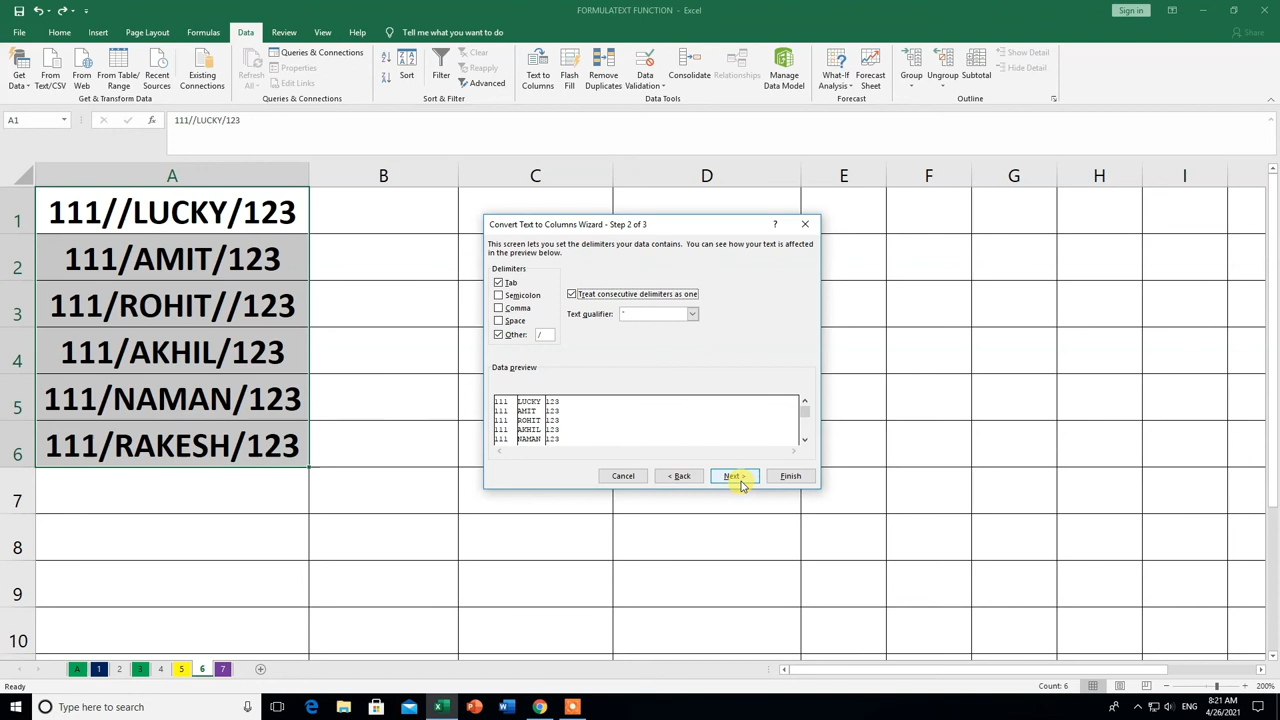 FORMULATEXT FUNCTION - Excel
Sign in
File Home Insert Page Layout Formulas Data Review View Help Tell me what you want to do Share
Get Data
From Text/CSV
From Web
From Table/Range
Recent Sources
Existing Connections
Get & Transform Data
Refresh All
Queries & Connections
Properties
Edit Links
Queries & Connections
Sort
Filter
Clear
Reapply
Advanced
Sort & Filter
Text to Columns
Flash Fill
Remove Duplicates
Data Validation
Consolidate
Relationships
Manage Data Model
Data Tools
What-If Analysis
Forecast Sheet
Forecast
Group
Ungroup
Subtotal
Show Detail
Hide Detail
Outline
A1
fx
111//LUCKY/123
A B C D E F G H I
1 111//LUCKY/123
2 111/AMIT/123
3 111/ROHIT//123
4 111/AKHIL/123
5 111/NAMAN/123
6 111/RAKESH/123
7
8
9
10
Convert Text to Columns Wizard - Step 2 of 3
?
This screen lets you set the delimiters your data contains. You can see how your text is affected
in the preview below.
Delimiters
Tab
Semicolon
Comma
Space
Other: /
Treat consecutive delimiters as one
Text qualifier: "
Data preview
111 LUCKY 123
111 AMIT 123
111 ROHIT 123
111 AKHIL 123
111 NAMAN 123
Cancel < Back Next > Finish
A 1 2 3 4 5 6 7
Ready
Count: 6
200%
Type here to search
8:21 AM
4/26/2021